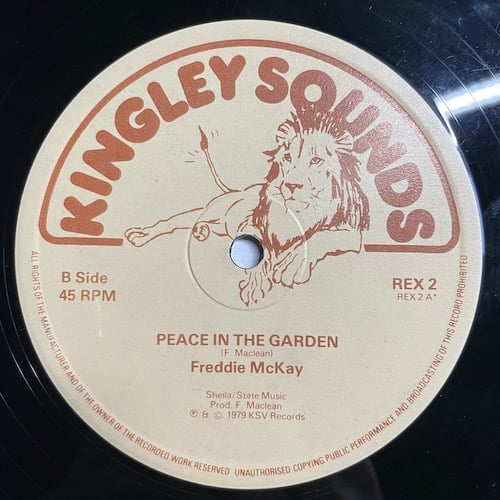 KINGLEY SOUNDS
B Side
45 RPM
REX 2
REX 2 A*
PEACE IN THE GARDEN
(F. Maclean)
Freddie McKay
Sheila/State Music
Prod. F. Maclean
℗ & © 1979 KSV Records
ALL RIGHTS OF THE MANUFACTURER AND OF THE OWNER OF THE RECORDED WORK RESERVED UNAUTHORISED COPYING PUBLIC PERFORMANCE AND BROADCASTING OF THIS RECORD PROHIBITED